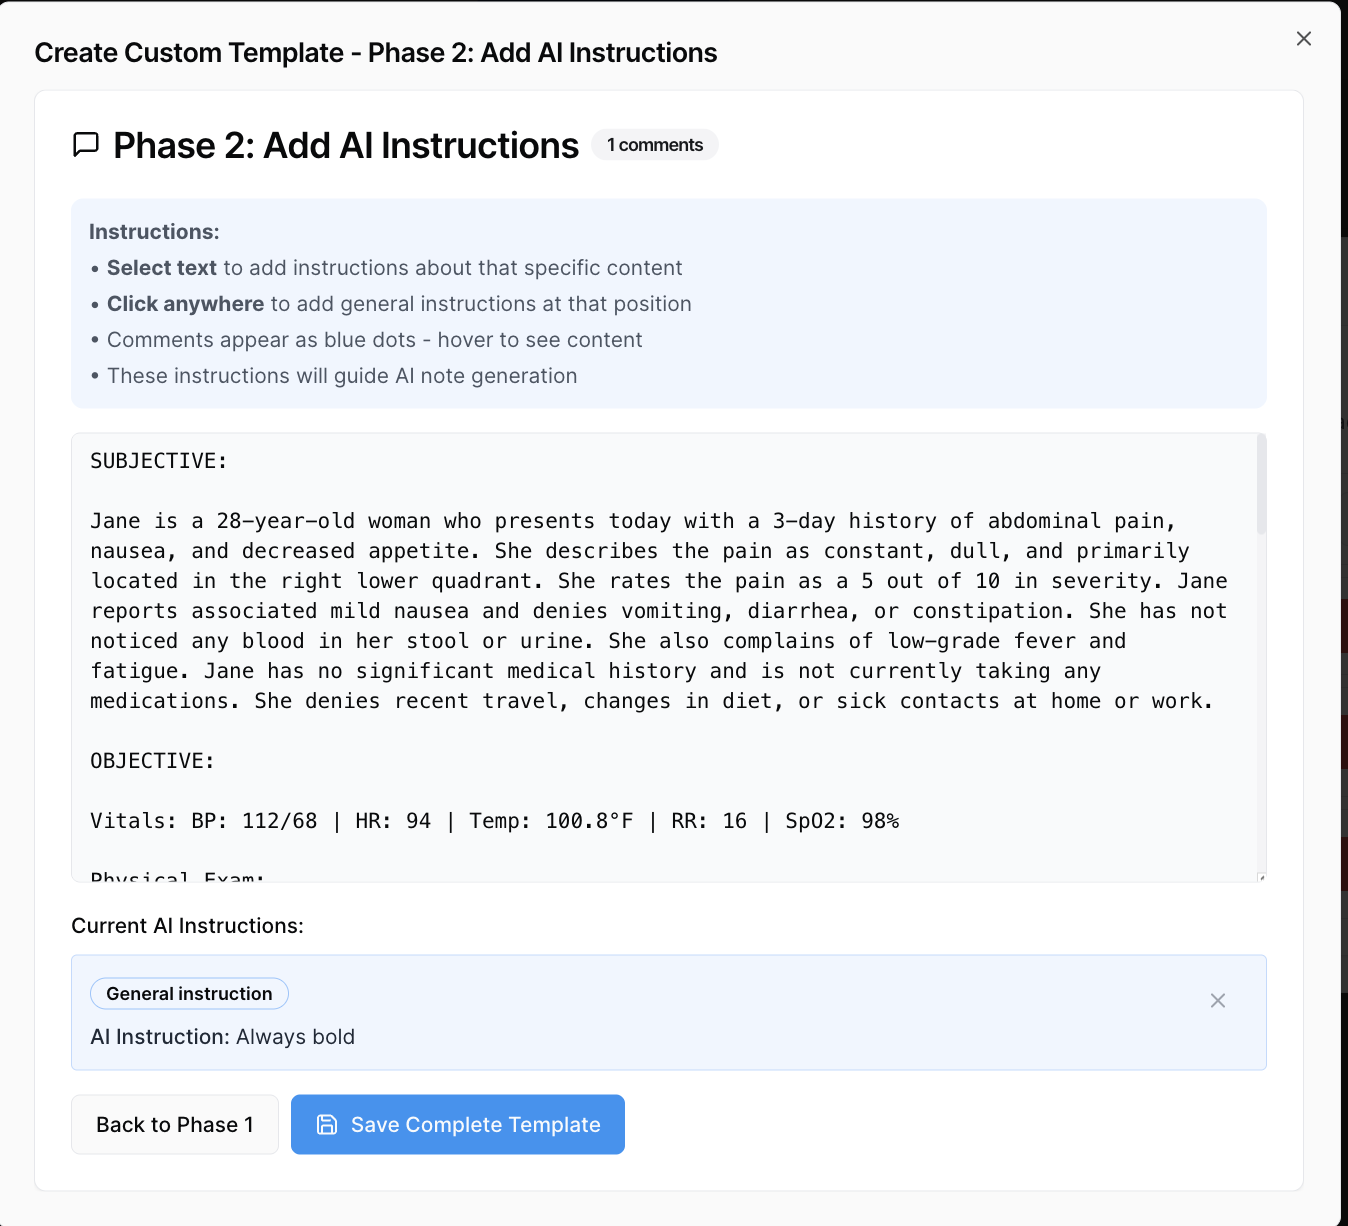 Create Custom Template - Phase 2: Add AI Instructions
Phase 2: Add AI Instructions
1 comments
Instructions:
• Select text to add instructions about that specific content
• Click anywhere to add general instructions at that position
• Comments appear as blue dots - hover to see content
• These instructions will guide AI note generation
SUBJECTIVE:
Jane is a 28-year-old woman who presents today with a 3-day history of abdominal pain,
nausea, and decreased appetite. She describes the pain as constant, dull, and primarily
located in the right lower quadrant. She rates the pain as a 5 out of 10 in severity. Jane
reports associated mild nausea and denies vomiting, diarrhea, or constipation. She has not
noticed any blood in her stool or urine. She also complains of low-grade fever and
fatigue. Jane has no significant medical history and is not currently taking any
medications. She denies recent travel, changes in diet, or sick contacts at home or work.
OBJECTIVE:
Vitals: BP: 112/68 | HR: 94 | Temp: 100.8°F | RR: 16 | SpO2: 98%
Physical Exam:
Current AI Instructions:
General instruction
AI Instruction: Always bold
Back to Phase 1
Save Complete Template